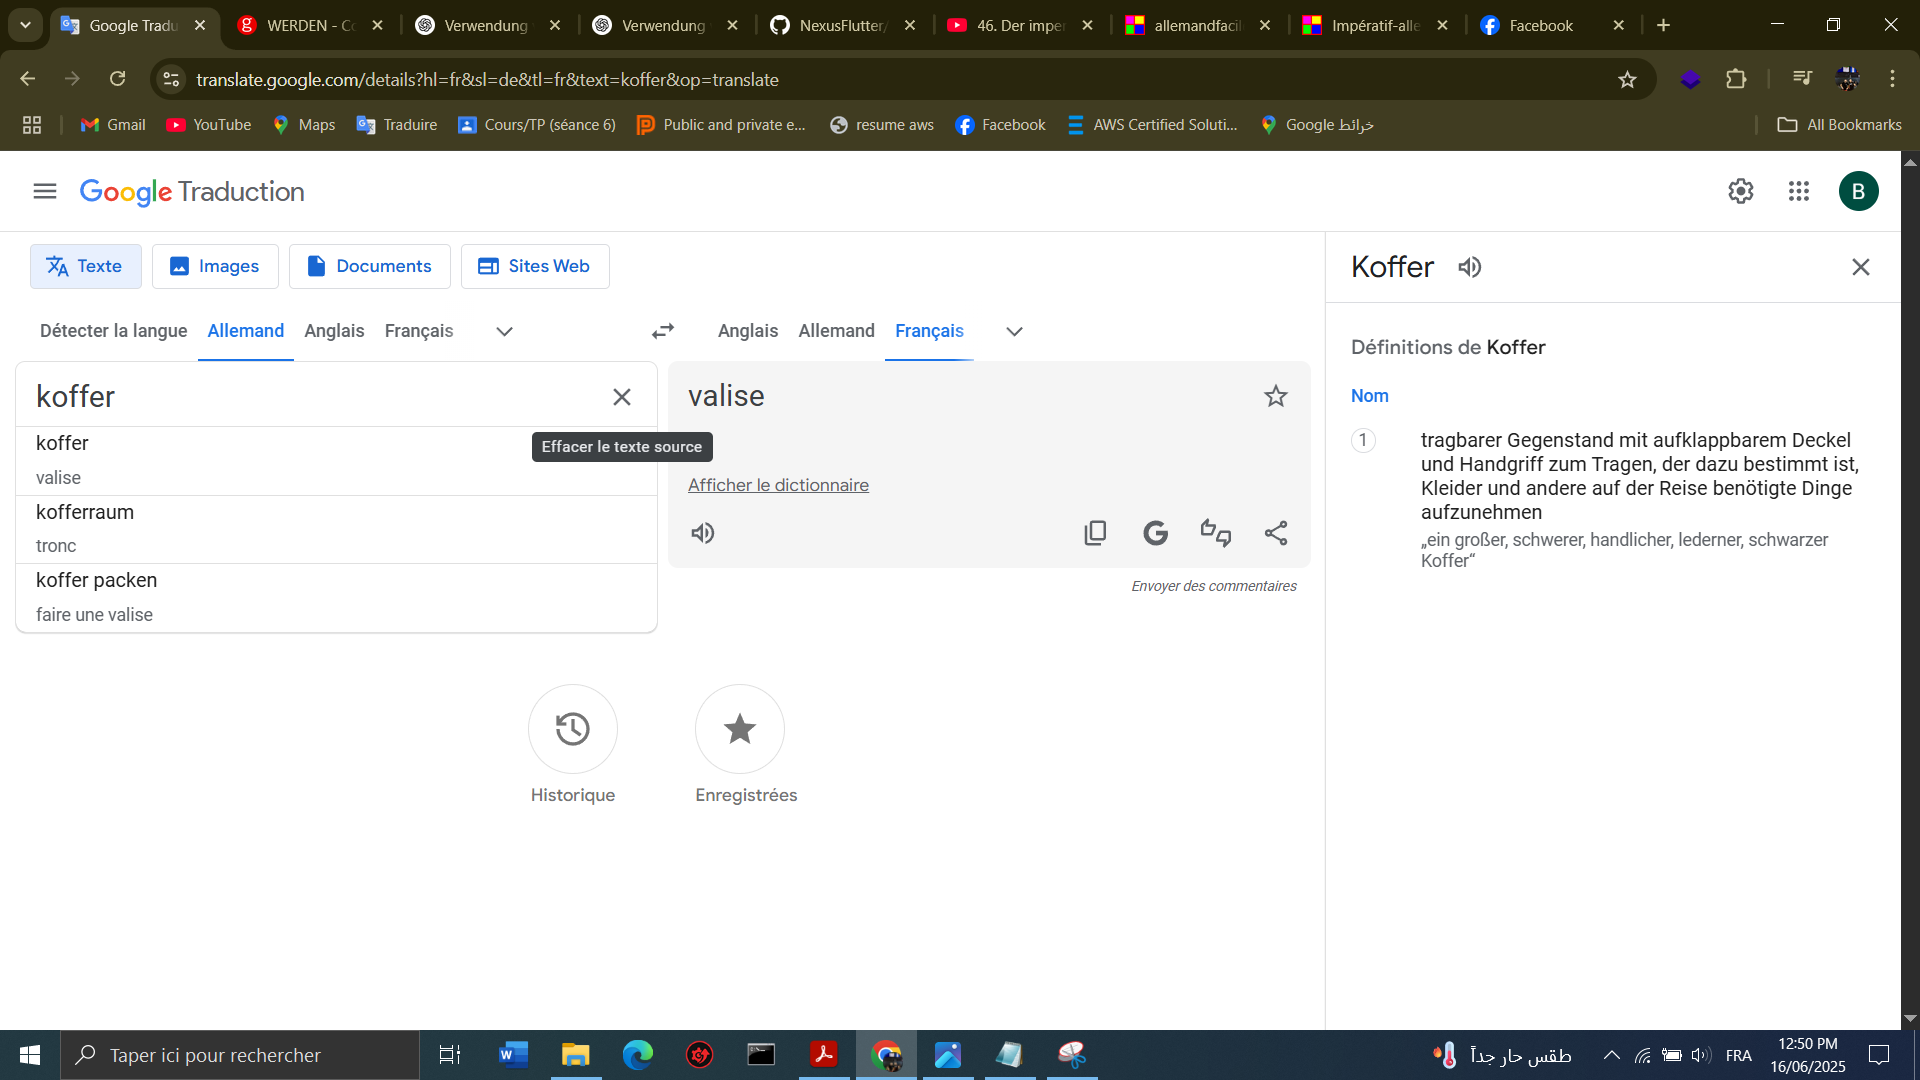 Google Tradu
WERDEN - Co
Verwendung
Verwendung
NexusFlutter/
46. Der imper
allemandfacil
Impératif-alle
Facebook
translate.google.com/details?hl=fr&sl=de&tl=fr&text=koffer&op=translate
Gmail
YouTube
Maps
Traduire
Cours/TP (séance 6)
Public and private e...
resume aws
Facebook
AWS Certified Soluti...
خرائط Google
All Bookmarks
Google Traduction
B
Texte
Images
Documents
Sites Web
Koffer
Détecter la langue
Allemand
Anglais
Français
Anglais
Allemand
Français
koffer
valise
Effacer le texte source
koffer
valise
kofferraum
tronc
koffer packen
faire une valise
Afficher le dictionnaire
Envoyer des commentaires
Définitions de Koffer
Nom
1
tragbarer Gegenstand mit aufklappbarem Deckel
und Handgriff zum Tragen, der dazu bestimmt ist,
Kleider und andere auf der Reise benötigte Dinge
aufzunehmen
„ein großer, schwerer, handlicher, lederner, schwarzer
Koffer“
Historique
Enregistrées
Taper ici pour rechercher
طقس حار جداً
FRA
12:50 PM
16/06/2025